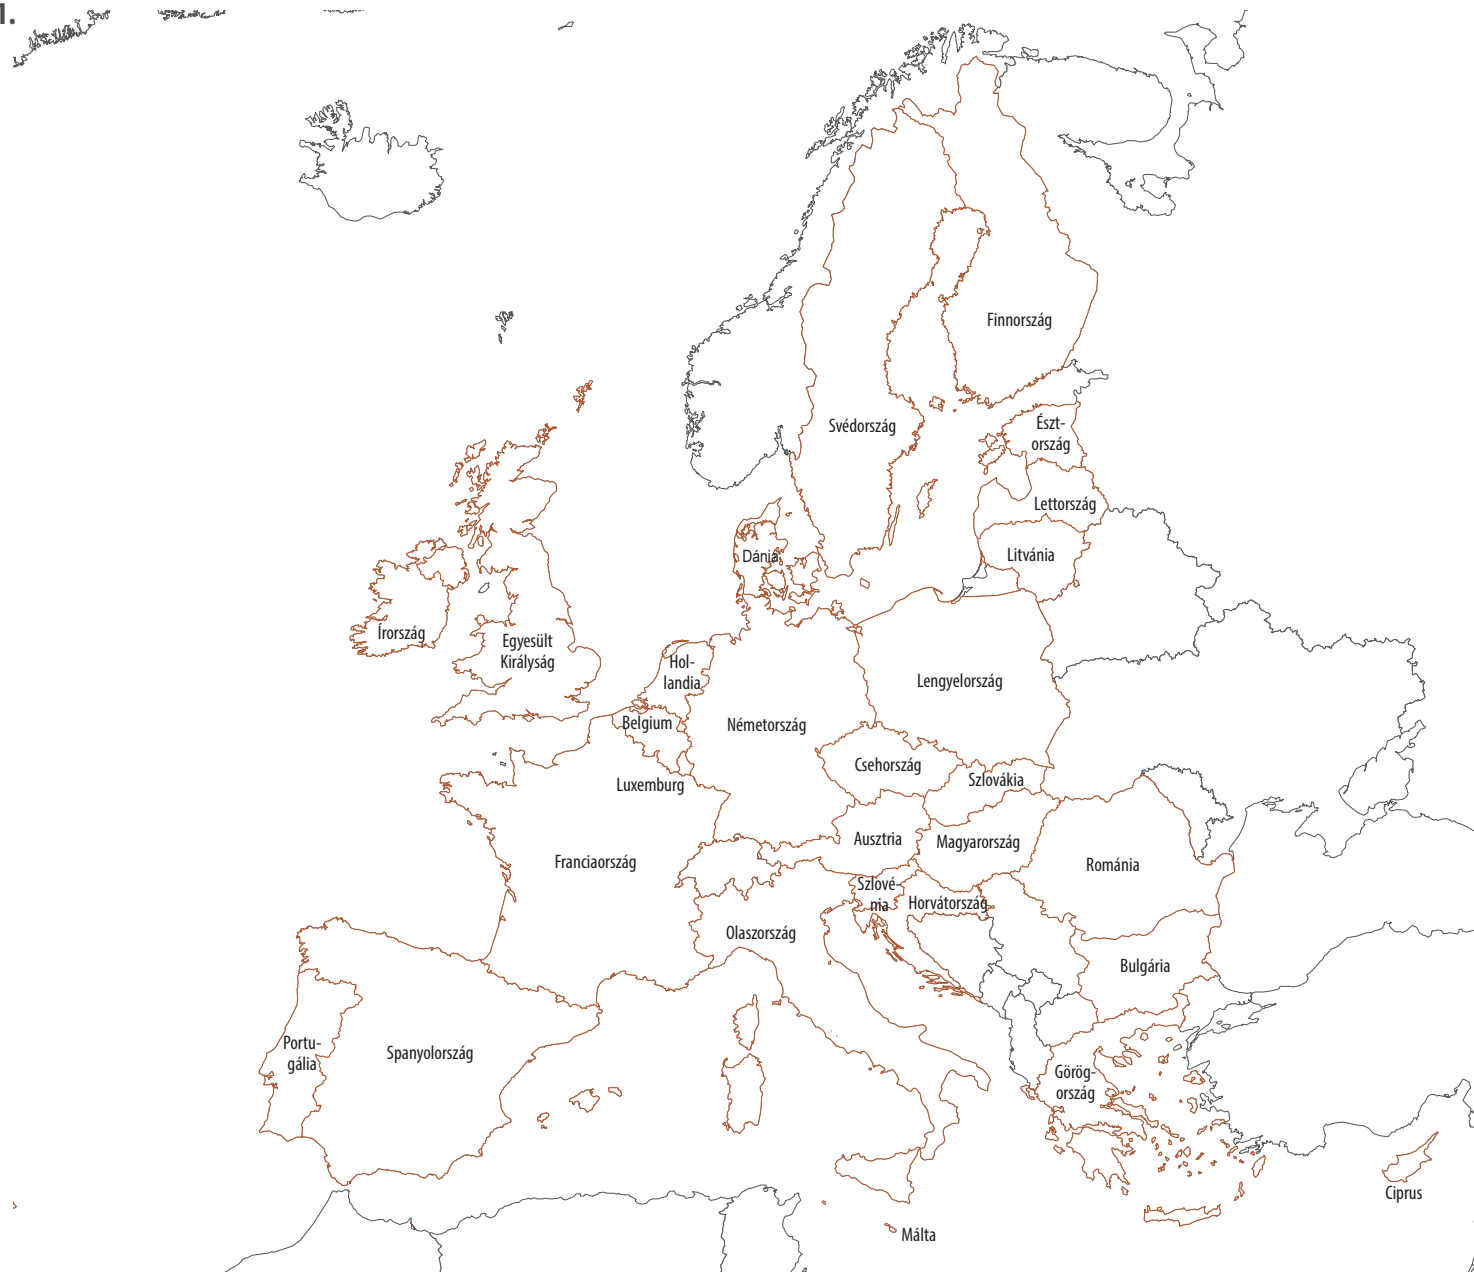 1.
Finnország
Svédország
Észt-
ország
Lettország
Litvánia
Dánia
Írország
Egyesült
Királyság
Hol-
landia
Lengyelország
Belgium
Németország
Csehország
Szlovákia
Luxemburg
Ausztria
Magyarország
Franciaország
Románia
Szlové-
nia
Horvátország
Olaszország
Bulgária
Portu-
gália
Spanyolország
Görög-
ország
Ciprus
Málta